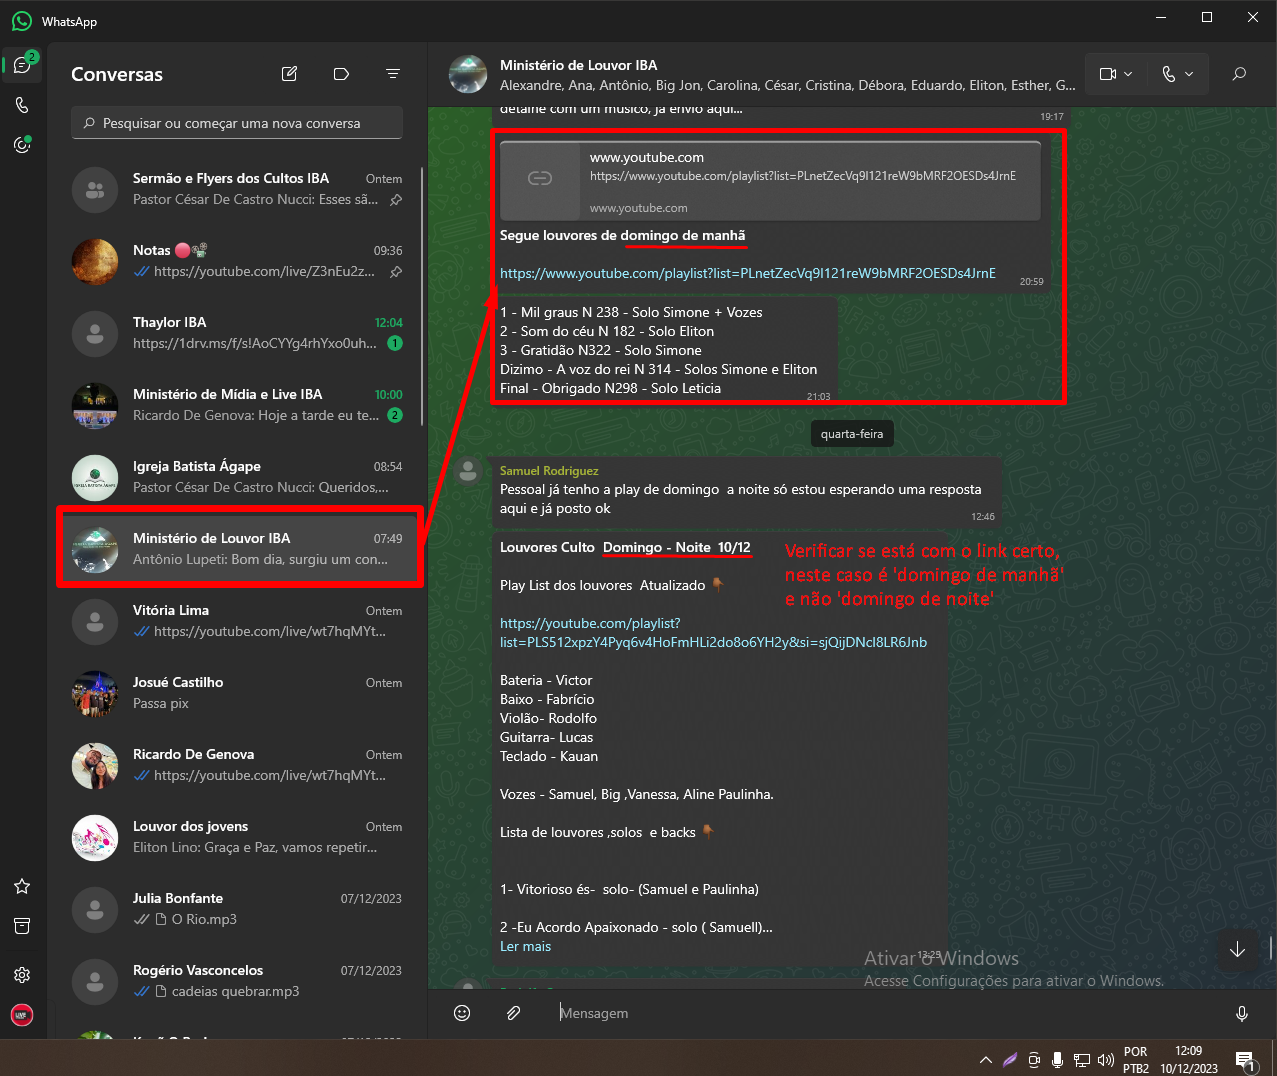 WhatsApp
2
Conversas
Pesquisar ou começar uma nova conversa
Sermão e Flyers dos Cultos IBA
Ontem
Pastor César De Castro Nucci: Esses sã...
Notas
09:36
https://youtube.com/live/Z3nEu2z...
Thaylor IBA
12:04
https://1drv.ms/f/s!AoCYYg4rhYxo0uh...
1
Ministério de Mídia e Live IBA
10:00
Ricardo De Genova: Hoje a tarde eu te...
2
Igreja Batista Ágape
08:54
Pastor César De Castro Nucci: Queridos,...
Ministério de Louvor IBA
07:49
Antônio Lupeti: Bom dia, surgiu um con...
Vitória Lima
Ontem
https://youtube.com/live/wt7hqMYt...
Josué Castilho
Ontem
Passa pix
Ricardo De Genova
Ontem
https://youtube.com/live/wt7hqMYt...
Louvor dos jovens
Ontem
Eliton Lino: Graça e Paz, vamos repetir...
Julia Bonfante
07/12/2023
O Rio.mp3
Rogério Vasconcelos
07/12/2023
cadeias quebrar.mp3
LIVE
Ministério de Louvor IBA
Alexandre, Ana, Antônio, Big Jon, Carolina, César, Cristina, Débora, Eduardo, Eliton, Esther, G...
detalhe com um músico, já envio aqui...
19:17
www.youtube.com
https://www.youtube.com/playlist?list=PLnetZecVq9I121reW9bMRF2OESDs4JrnE
www.youtube.com
Segue louvores de domingo de manhã
https://www.youtube.com/playlist?list=PLnetZecVq9I121reW9bMRF2OESDs4JrnE
20:59
1 - Mil graus N 238 - Solo Simone + Vozes
2 - Som do céu N 182 - Solo Eliton
3 - Gratidão N322 - Solo Simone
Dizimo - A voz do rei N 314 - Solos Simone e Eliton
Final - Obrigado N298 - Solo Leticia
21:03
quarta-feira
Samuel Rodriguez
Pessoal já tenho a play de domingo  a noite só estou esperando uma resposta
aqui e já posto ok
12:46
Louvores Culto  Domingo - Noite  10/12
Verificar se está com o link certo,
neste caso é 'domingo de manhã'
e não 'domingo de noite'
Play List dos louvores  Atualizado
https://youtube.com/playlist?
list=PLS512xpzY4Pyq6v4HoFmHLi2do8o6YH2y&si=sjQijDNcI8LR6Jnb
Bateria - Victor
Baixo - Fabrício
Violão- Rodolfo
Guitarra- Lucas
Teclado - Kauan
Vozes - Samuel, Big ,Vanessa, Aline Paulinha.
Lista de louvores ,solos  e backs
1- Vitorioso és-  solo- (Samuel e Paulinha)
2 -Eu Acordo Apaixonado - solo ( Samuell)...
Ler mais
13:25
Ativar o Windows
Acesse Configurações para ativar o Windows.
Mensagem
POR
PTB2
12:09
10/12/2023
1